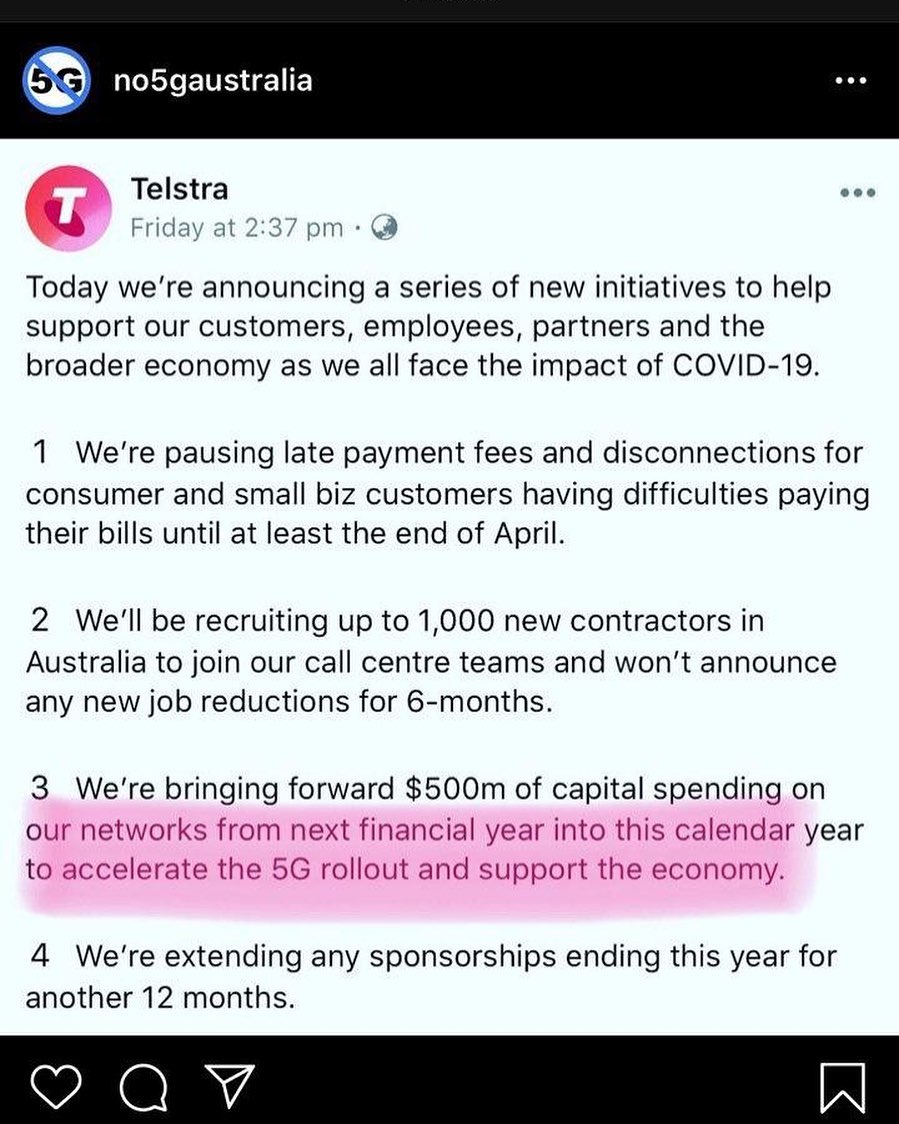 5G no5gaustralia
T Telstra
Friday at 2:37 pm ·
Today we're announcing a series of new initiatives to help
support our customers, employees, partners and the
broader economy as we all face the impact of COVID-19.
1 We're pausing late payment fees and disconnections for
consumer and small biz customers having difficulties paying
their bills until at least the end of April.
2 We'll be recruiting up to 1,000 new contractors in
Australia to join our call centre teams and won't announce
any new job reductions for 6-months.
3 We're bringing forward $500m of capital spending on
our networks from next financial year into this calendar year
to accelerate the 5G rollout and support the economy.
4 We're extending any sponsorships ending this year for
another 12 months.